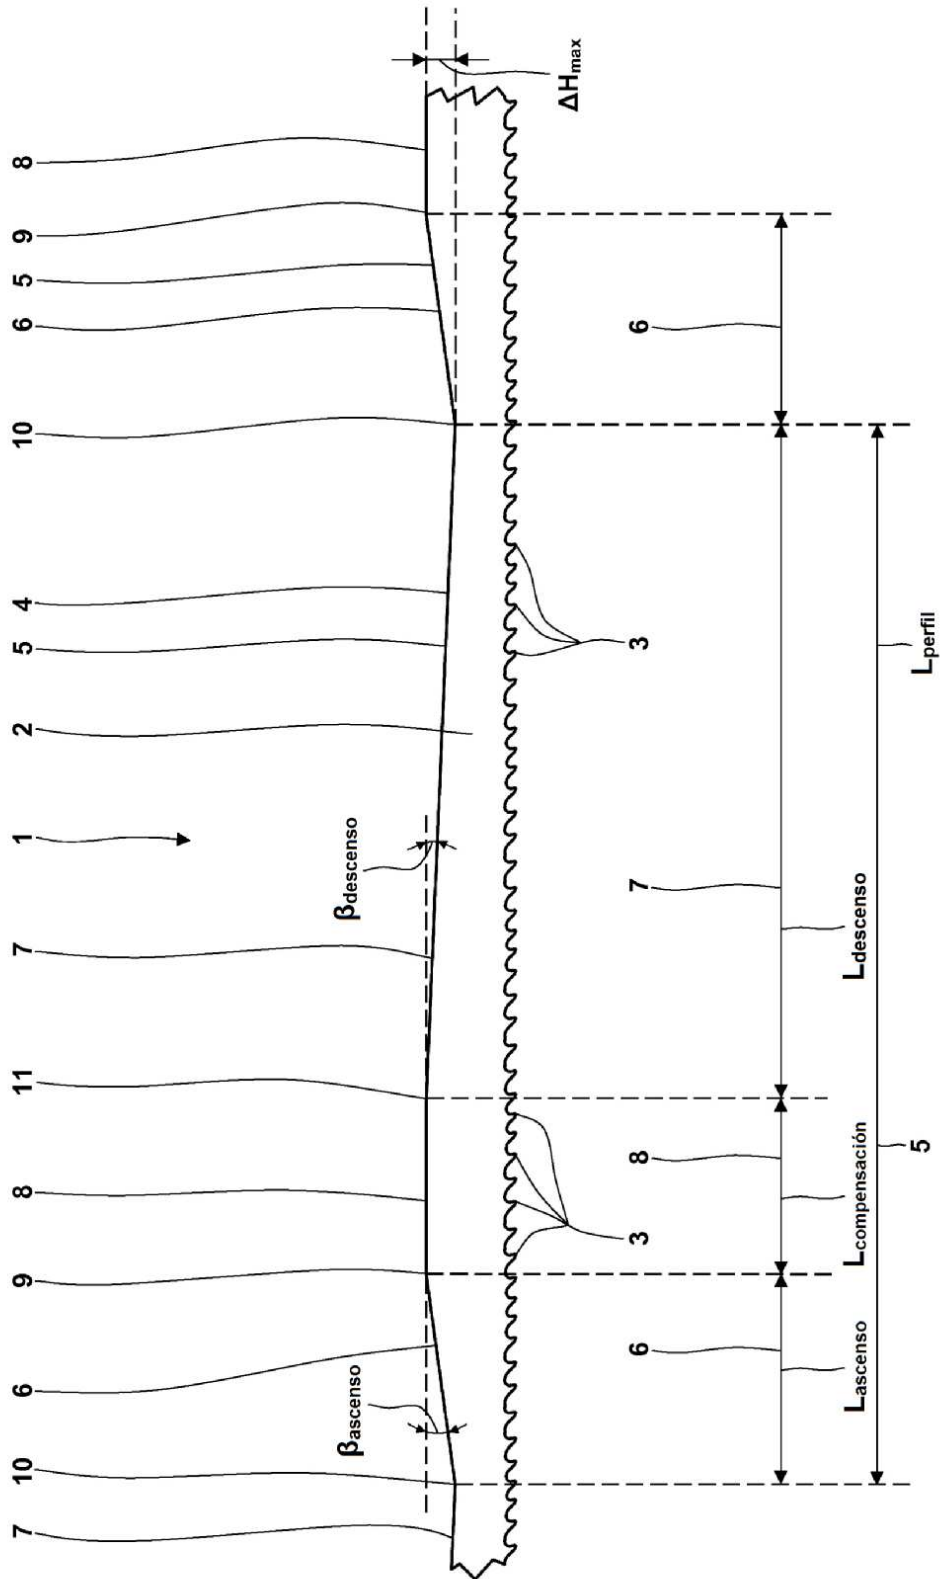 7 10 6 9 8 11 7 1 2 5 4 10 6 5 9 8
βascenso
βdescenso
ΔHmax
6 3 8 7 3 6
Lascenso Lcompensación Ldescenso
5 Lperfil